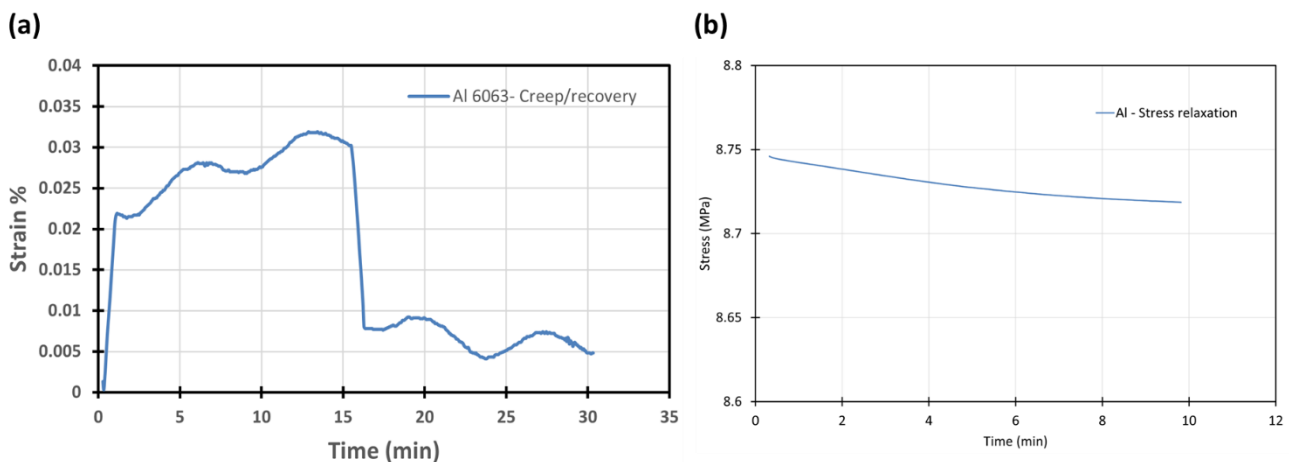 (a)
0.04
0.035
0.03
0.025
0.02
0.015
0.01
0.005
0
Strain %
Al 6063- Creep/recovery
0 5 10 15 20 25 30 35
Time (min)
(b)
8.8
8.75
8.7
8.65
8.6
Stress (MPa)
Al - Stress relaxation
0 2 4 6 8 10 12
Time (min)